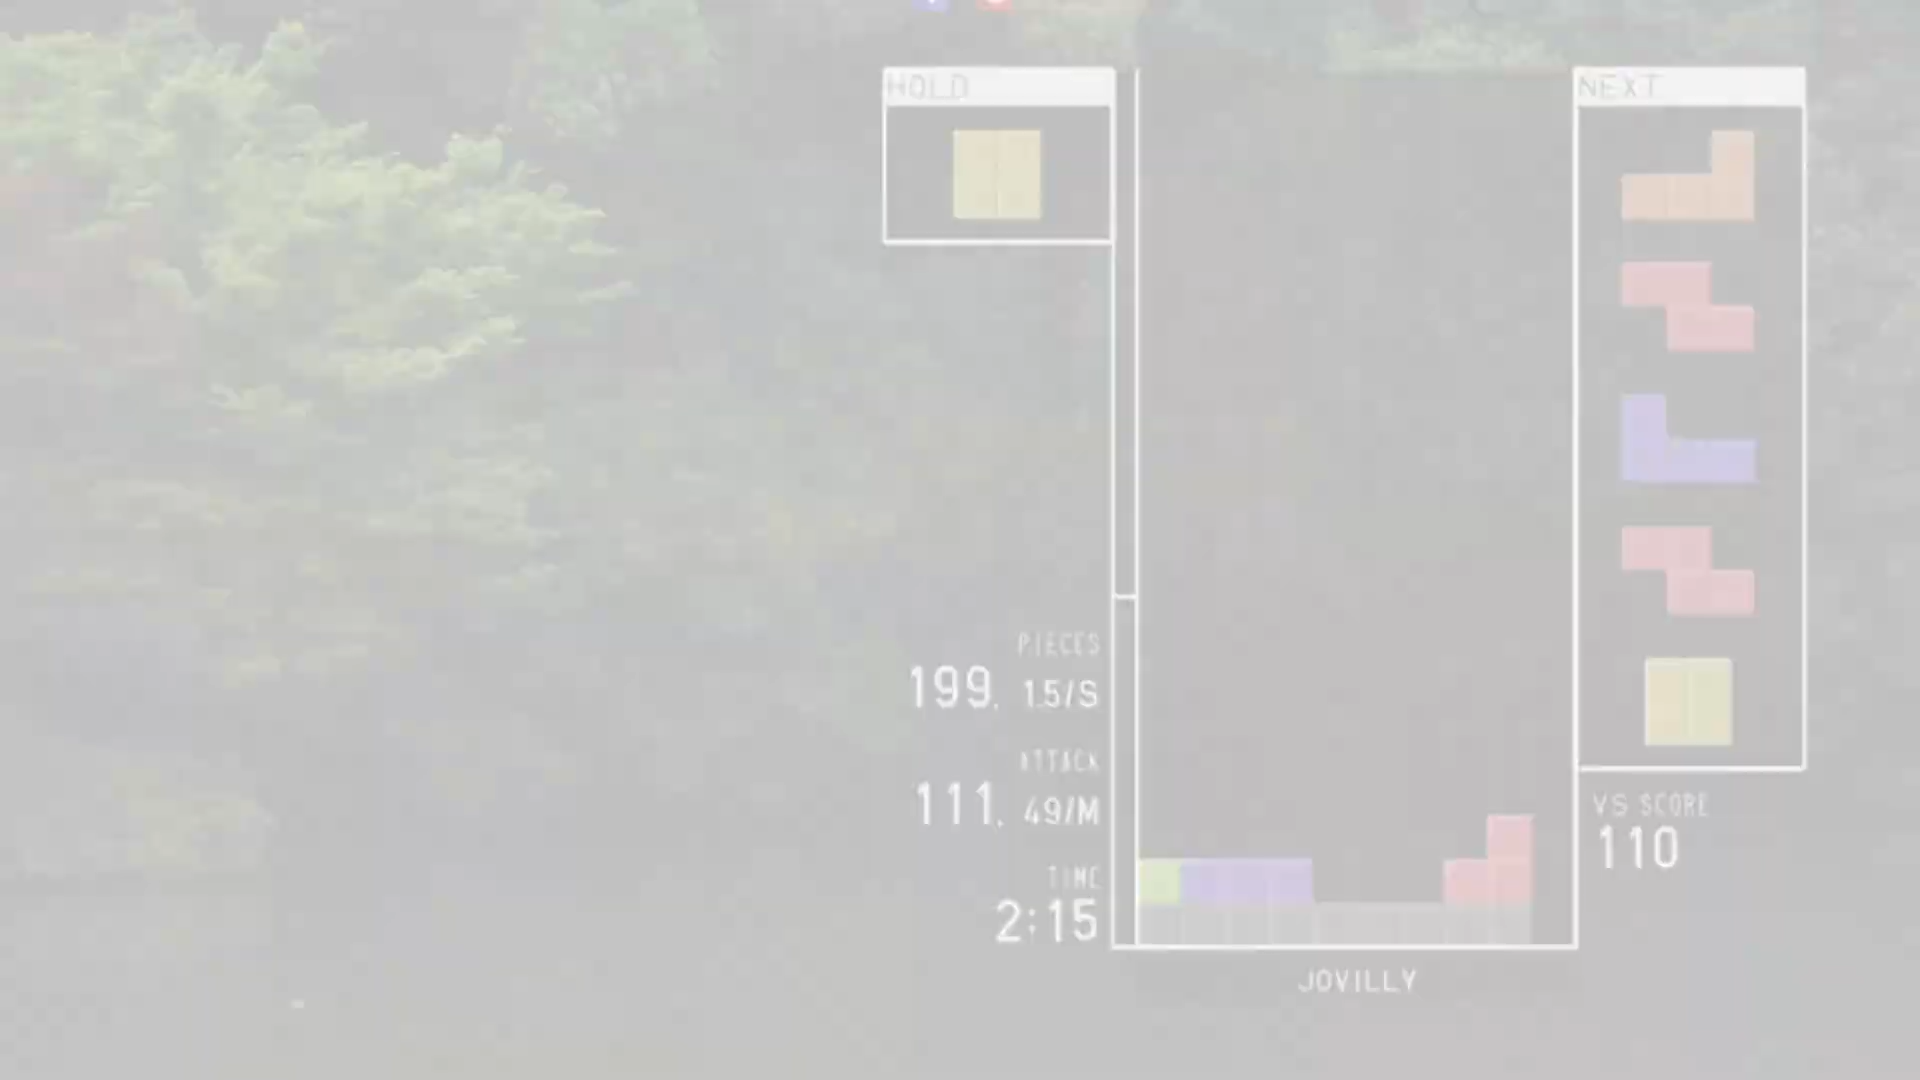 HOLD
NEXT
PIECES
199, 1.5/S
ATTACK
111, 49/M
TIME
2:15
VS SCORE
110
JOVILLY